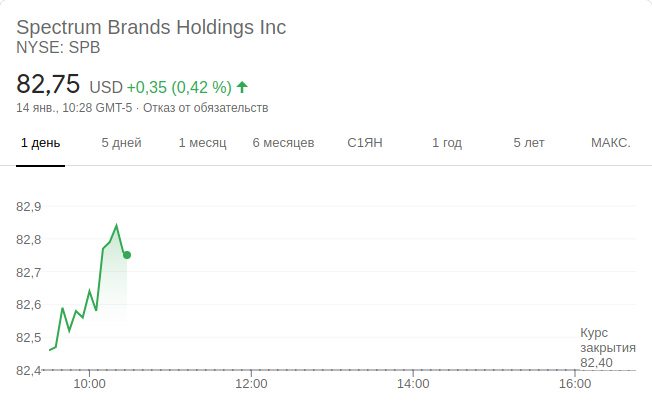 Spectrum Brands Holdings Inc
NYSE: SPB
82,75 USD +0,35 (0,42 %)
14 янв., 10:28 GMT-5 · Отказ от обязательств
1 день 5 дней 1 месяц 6 месяцев С1ЯН 1 год 5 лет МАКС.
82,9
82,8
82,7
82,6
82,5
82,4
Курс
закрытия
82,40
10:00 12:00 14:00 16:00